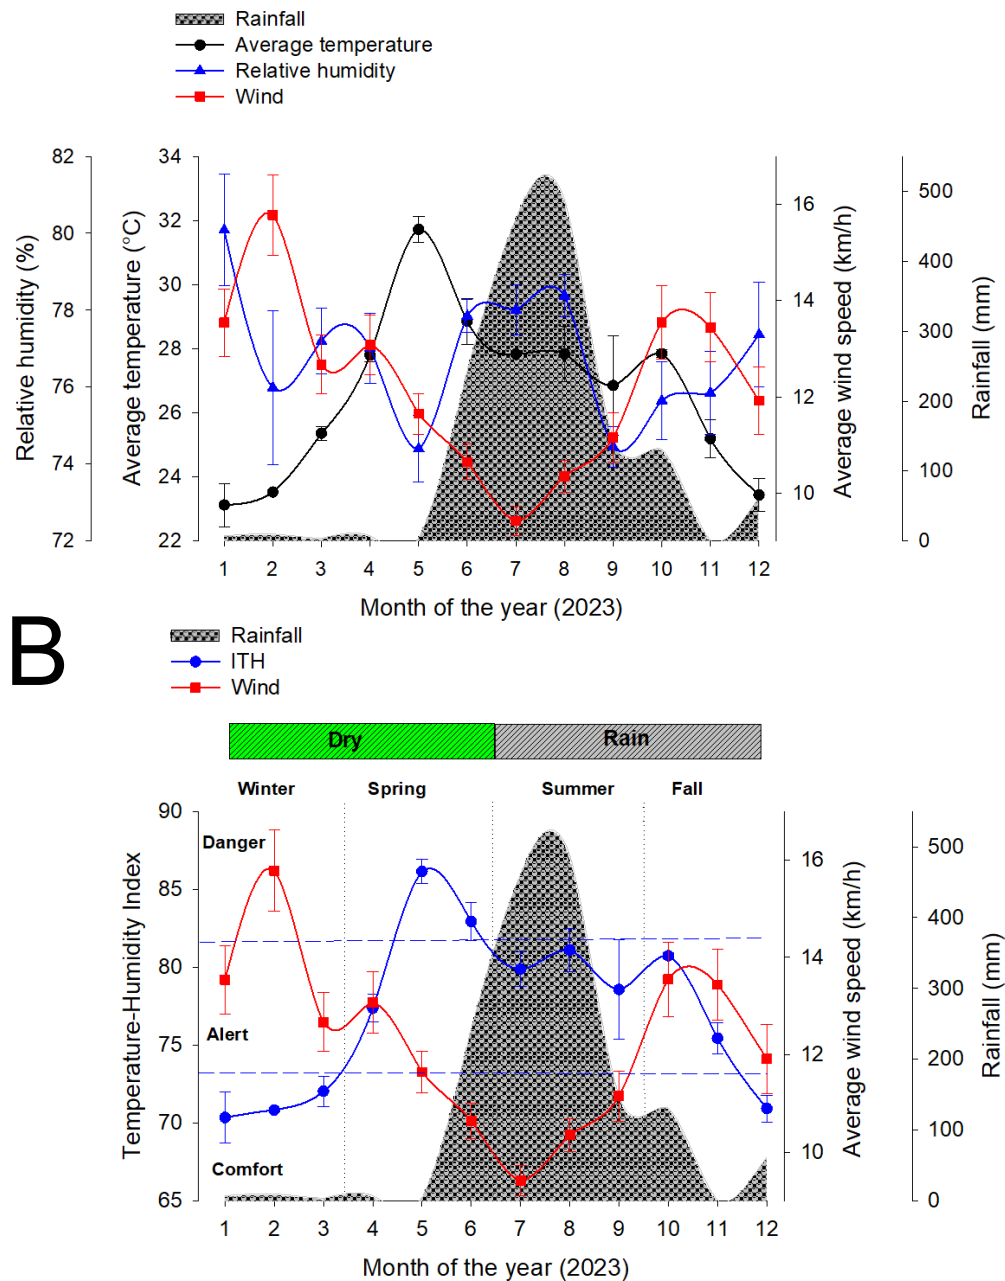 Rainfall
Average temperature
Relative humidity
Wind
82
80
78
76
74
72
Relative humidity (%)
34
32
30
28
26
24
22
Average temperature (°C)
16
14
12
10
Average wind speed (km/h)
500
400
300
200
100
0
Rainfall (mm)
1 2 3 4 5 6 7 8 9 10 11 12
Month of the year (2023)
B
Rainfall
ITH
Wind
Dry Rain
Winter Spring Summer Fall
Danger
Alert
Comfort
90
85
80
75
70
65
Temperature-Humidity Index
16
14
12
10
Average wind speed (km/h)
500
400
300
200
100
0
Rainfall (mm)
1 2 3 4 5 6 7 8 9 10 11 12
Month of the year (2023)